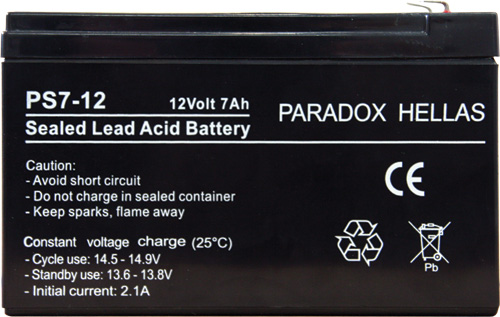 PS7-12 12Volt 7Ah
Sealed Lead Acid Battery
PARADOX HELLAS
Caution:
- Avoid short circuit
- Do not charge in sealed container
- Keep sparks, flame away
CE
Constant voltage charge (25°C)
- Cycle use: 14.5 - 14.9V
- Standby use: 13.6 - 13.8V
- Initial current: 2.1A
Pb